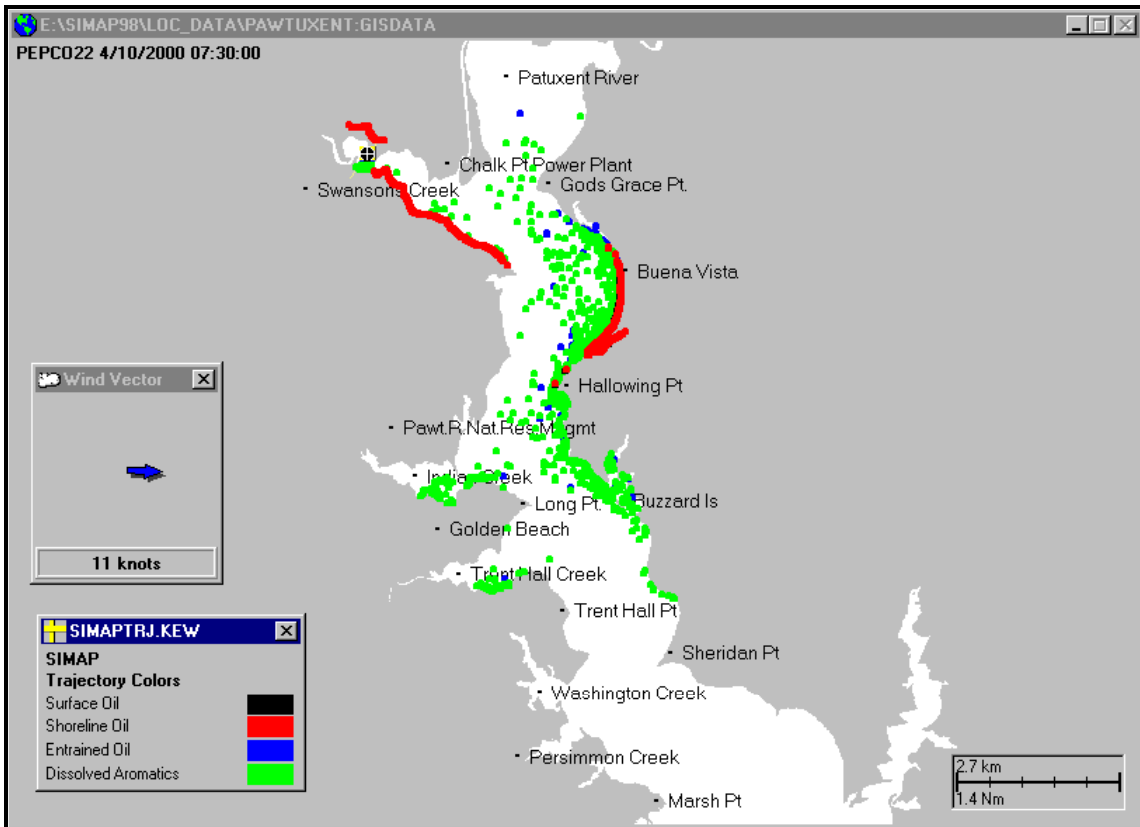 E:\SIMAP98\LOC_DATA\PAWTUXENT:GISDATA
PEPCO22 4/10/2000 07:30:00
Patuxent River
Chalk Pt.Power Plant
Swansons Creek
Gods Grace Pt.
Buena Vista
Wind Vector
Hallowing Pt
Pawt.R.Nat.Res.Mgmt
Indian Creek
Long Pt.
Buzzard Is
Golden Beach
11 knots
Trent Hall Creek
Trent Hall Pt
SIMAPTRJ.KEW
SIMAP
Trajectory Colors
Surface Oil
Shoreline Oil
Entrained Oil
Dissolved Aromatics
Sheridan Pt
Washington Creek
Persimmon Creek
2.7 km
1.4 Nm
Marsh Pt